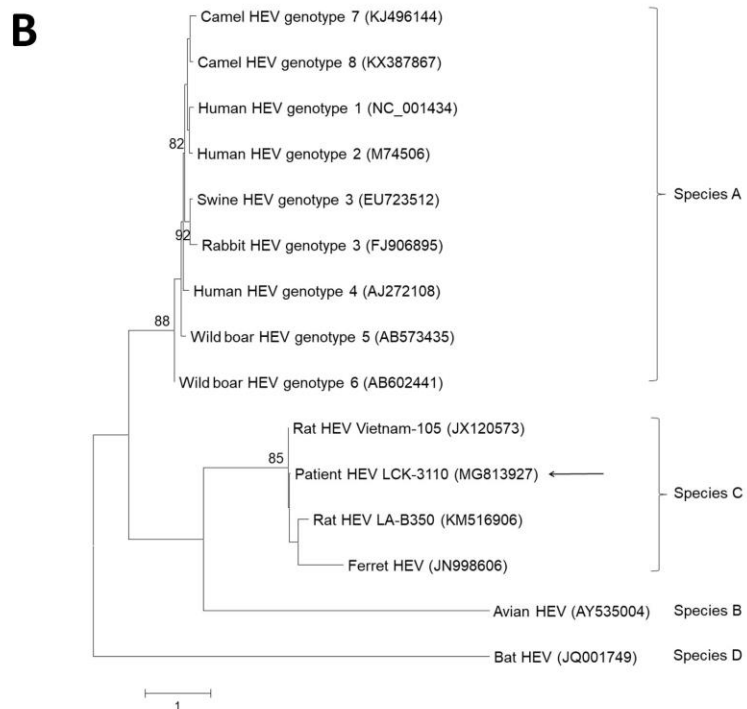 B
Camel HEV genotype 7 (KJ496144)
Camel HEV genotype 8 (KX387867)
Human HEV genotype 1 (NC_001434)
82
Human HEV genotype 2 (M74506)
Swine HEV genotype 3 (EU723512)
Species A
92
Rabbit HEV genotype 3 (FJ906895)
Human HEV genotype 4 (AJ272108)
88
Wild boar HEV genotype 5 (AB573435)
Wild boar HEV genotype 6 (AB602441)
Rat HEV Vietnam-105 (JX120573)
85
Patient HEV LCK-3110 (MG813927)
Species C
Rat HEV LA-B350 (KM516906)
Ferret HEV (JN998606)
Avian HEV (AY535004) Species B
Bat HEV (JQ001749) Species D
1